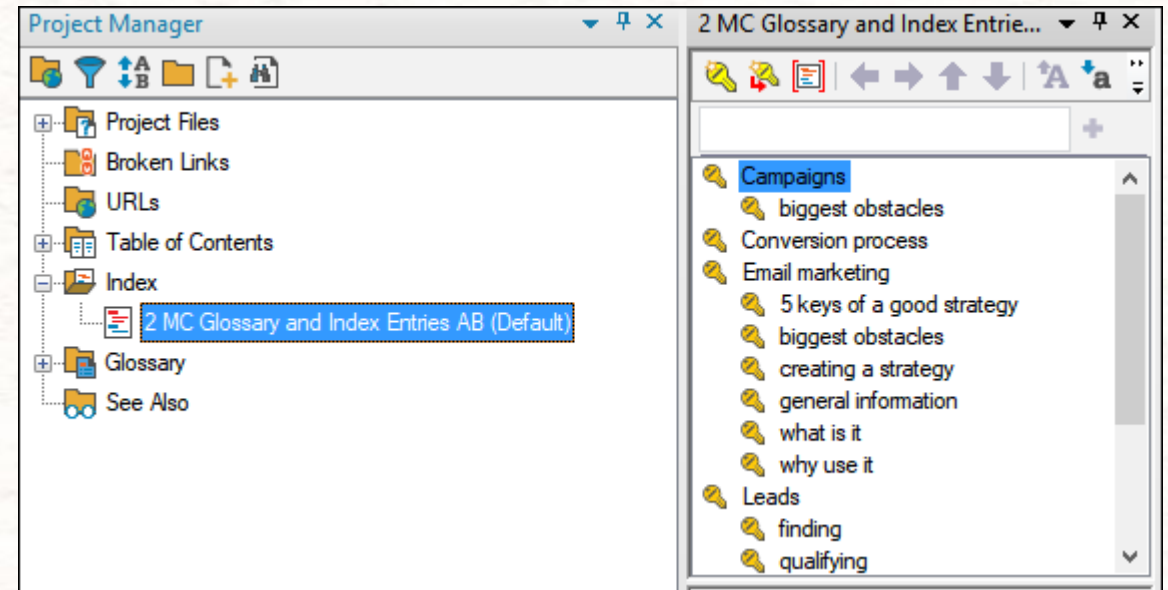 Project Manager
Project Files
Broken Links
URLs
Table of Contents
Index
2 MC Glossary and Index Entries AB (Default)
Glossary
See Also
2 MC Glossary and Index Entrie...
Campaigns
biggest obstacles
Conversion process
Email marketing
5 keys of a good strategy
biggest obstacles
creating a strategy
general information
what is it
why use it
Leads
finding
qualifying